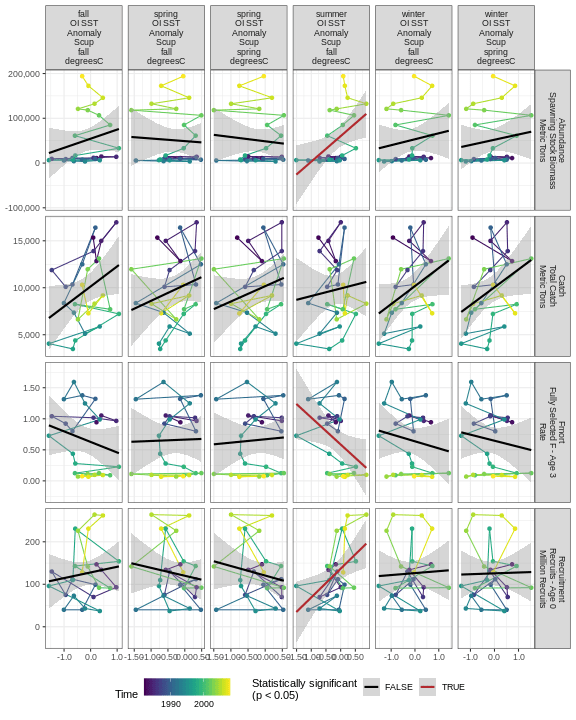 fall
OI SST
Anomaly
Scup
fall
degreesC
spring
OI SST
Anomaly
Scup
fall
degreesC
spring
OI SST
Anomaly
Scup
spring
degreesC
summer
OI SST
Anomaly
Scup
fall
degreesC
winter
OI SST
Anomaly
Scup
fall
degreesC
winter
OI SST
Anomaly
Scup
spring
degreesC
200,000
100,000
0
-100,000
Abundance
Spawning Stock Biomass
Metric Tons
15,000
10,000
5,000
Catch
Total Catch
Metric Tons
1.50
1.00
0.50
0.00
Fmort
Fully Selected F - Age 3
Rate
200
100
0
Recruitment
Recruits - Age 0
Million Recruits
-1.0 0.0 1.0
-1.0 0.0 1.0
-1.0 0.0 1.0
Time
1990 2000
Statistically significant
(p < 0.05)
FALSE
TRUE